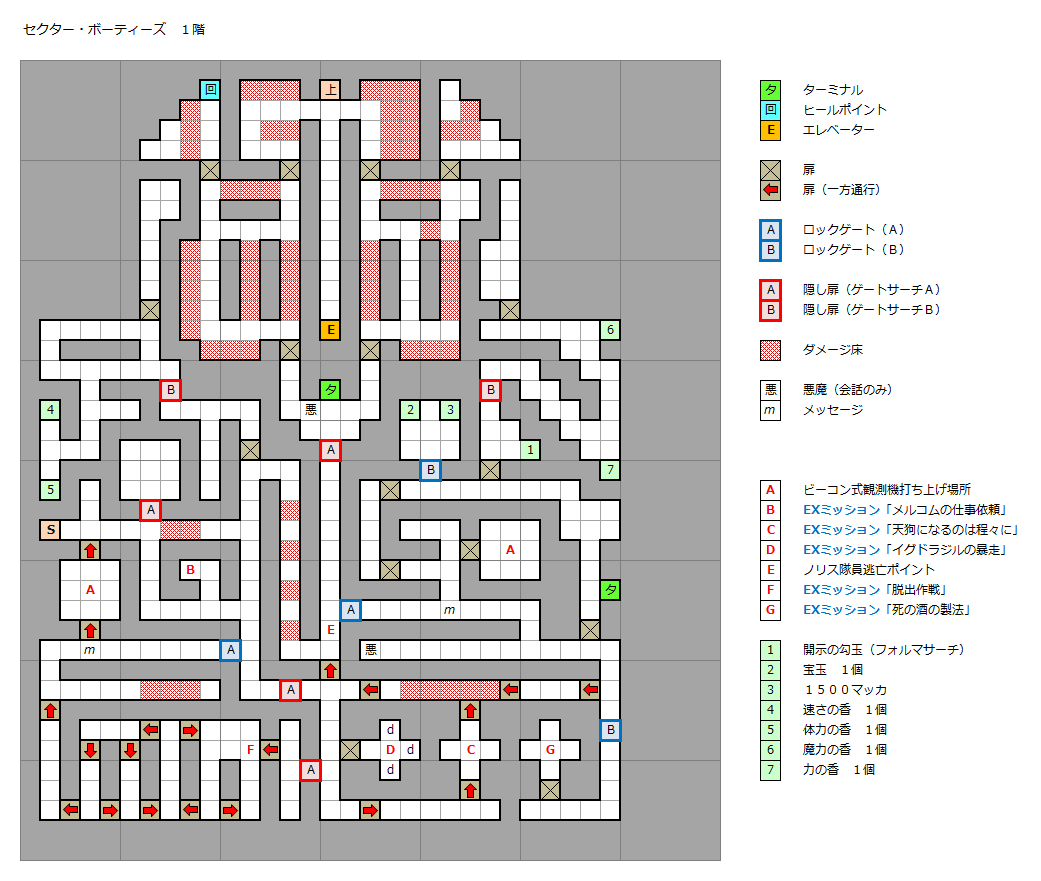 セクター・ボーティーズ　１階
回
上
E
6
B
B
タ
4
悪
2
3
A
1
B
7
5
A
S
A
B
A
タ
A
m
E
m
A
悪
A
d
B
F
D
d
C
G
A
d
タ ターミナル
回 ヒールポイント
E エレベーター
扉
扉（一方通行）
A ロックゲート（Ａ）
B ロックゲート（Ｂ）
A 隠し扉（ゲートサーチＡ）
B 隠し扉（ゲートサーチＢ）
ダメージ床
悪 悪魔（会話のみ）
m メッセージ
A ビーコン式観測機打ち上げ場所
B EXミッション「メルコムの仕事依頼」
C EXミッション「天狗になるのは程々に」
D EXミッション「イグドラジルの暴走」
E ノリス隊員逃亡ポイント
F EXミッション「脱出作戦」
G EXミッション「死の酒の製法」
1 開示の勾玉（フォルマサーチ）
2 宝玉　１個
3 １５００マッカ
4 速さの香　１個
5 体力の香　１個
6 魔力の香　１個
7 力の香　１個